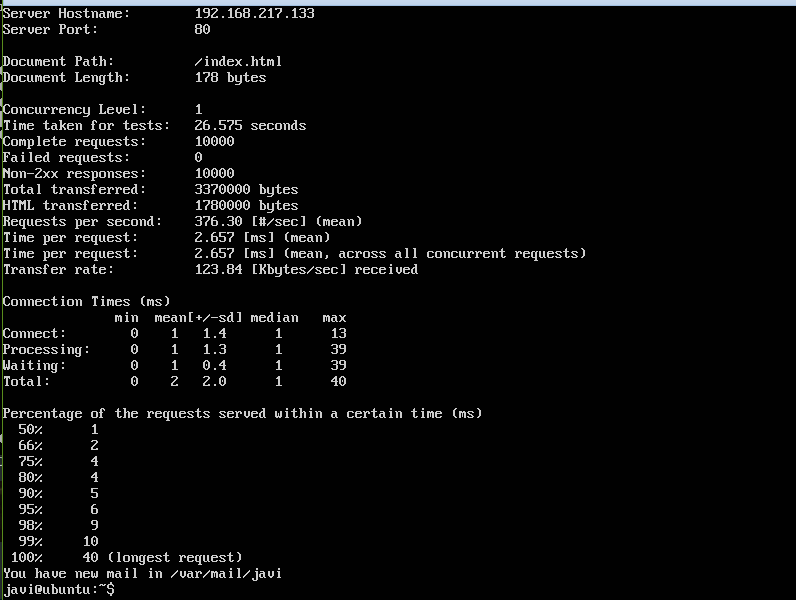 Server Hostname: 192.168.217.133
Server Port: 80
Document Path: /index.html
Document Length: 178 bytes
Concurrency Level: 1
Time taken for tests: 26.575 seconds
Complete requests: 10000
Failed requests: 0
Non-2xx responses: 10000
Total transferred: 3370000 bytes
HTML transferred: 1780000 bytes
Requests per second: 376.30 [#/sec] (mean)
Time per request: 2.657 [ms] (mean)
Time per request: 2.657 [ms] (mean, across all concurrent requests)
Transfer rate: 123.84 [Kbytes/sec] received
Connection Times (ms)
min mean[+/-sd] median max
Connect: 0 1 1.4 1 13
Processing: 0 1 1.3 1 39
Waiting: 0 1 0.4 1 39
Total: 0 2 2.0 1 40
Percentage of the requests served within a certain time (ms)
50% 1
66% 2
75% 4
80% 4
90% 5
95% 6
98% 9
99% 10
100% 40 (longest request)
You have new mail in /var/mail/javi
javi@ubuntu:~$